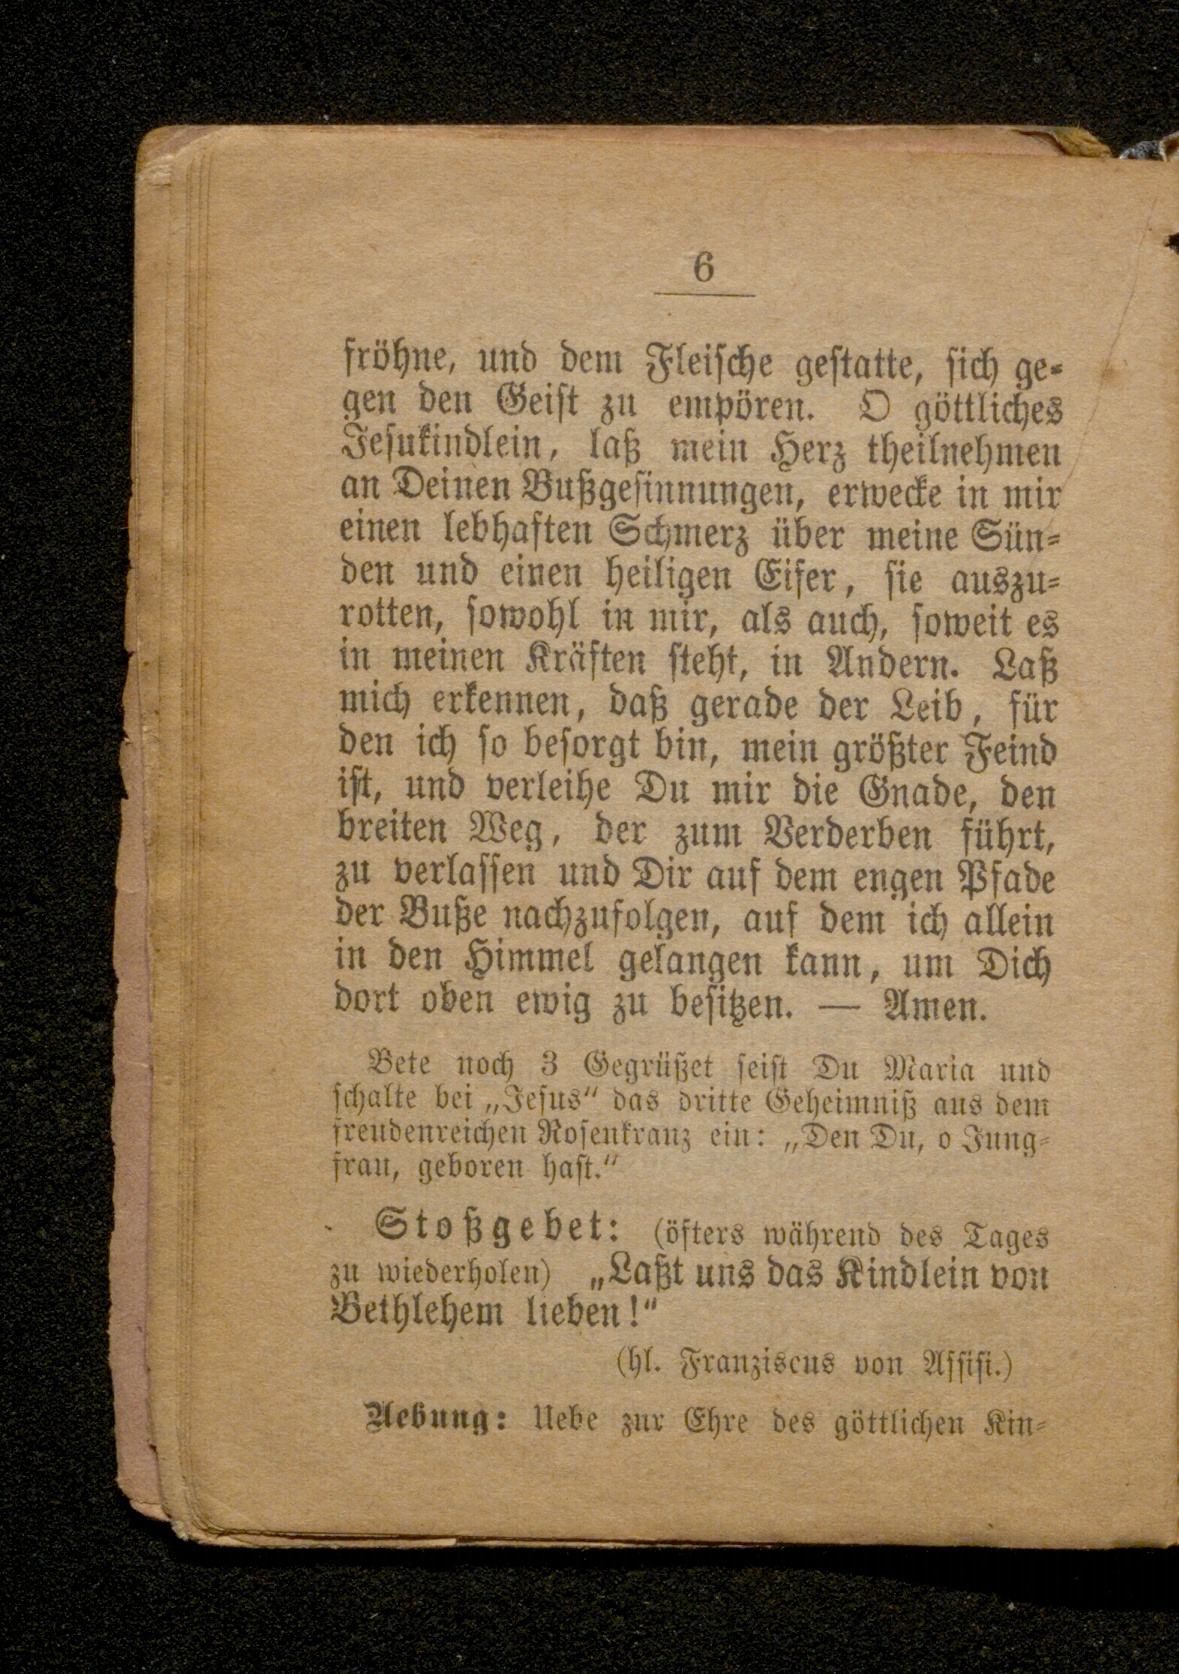 6
fröhne, und dem Fleische gestatte, sich ge-
gen den Geist zu empören. O göttliches
Jesukindlein, laß mein Herz theilnehmen
an Deinen Bußgesinnungen, erwecke in mir
einen lebhaften Schmerz über meine Sün-
den und einen heiligen Eifer, sie auszu-
rotten, sowohl in mir, als auch, soweit es
in meinen Kräften steht, in Andern. Laß
mich erkennen, daß gerade der Leib, für
den ich so besorgt bin, mein größter Feind
ist, und verleihe Du mir die Gnade, den
breiten Weg, der zum Verderben führt,
zu verlassen und Dir auf dem engen Pfade
der Buße nachzufolgen, auf dem ich allein
in den Himmel gelangen kann, um Dich
dort oben ewig zu besitzen. — Amen.
Bete noch 3 Gegrüßet seist Du Maria und
schalte bei „Jesus“ das dritte Geheimniß aus dem
freudenreichen Rosenkranz ein: „Den Du, o Jung-
frau, geboren hast.“
Stoßgebet: (öfters während des Tages
zu wiederholen) „Laßt uns das Kindlein von
Bethlehem lieben!“
(hl. Franziscus von Assisi.)
Uebung: Uebe zur Ehre des göttlichen Kin-